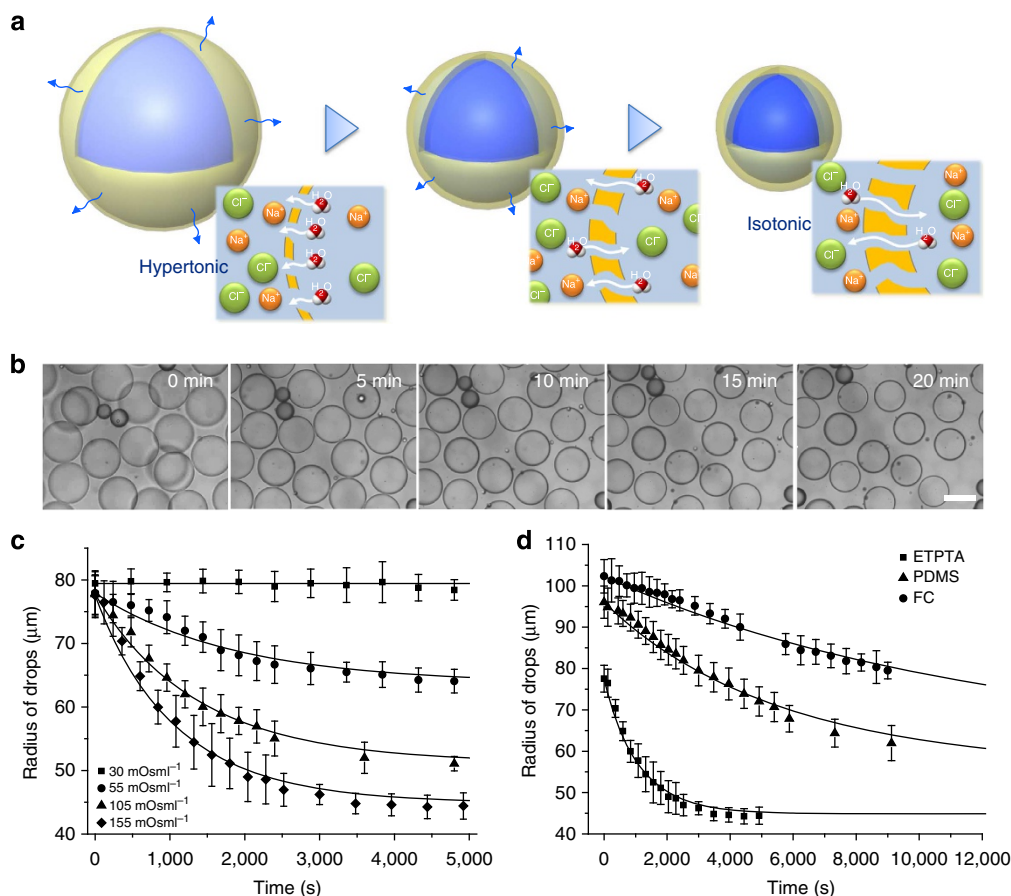 a
Cl⁻
Na⁺
H₂O
H₂O
Na⁺
H₂O
Cl⁻
H₂O
Cl⁻
Cl⁻
Na⁺
H₂O
Hypertonic
Cl⁻
Na⁺
H₂O
Na⁺
Cl⁻
Cl⁻
H₂O
Cl⁻
Na⁺
Na⁺
Cl⁻
Na⁺
H₂O
Na⁺
Isotonic
Cl⁻
H₂O
Na⁺
Cl⁻
Na⁺
H₂O
Na⁺
Cl⁻
Na⁺
Cl⁻
b
0 min 5 min 10 min 15 min 20 min
c
Radius of drops (μm)
80
70
60
50
40
30 mOsml⁻¹
55 mOsml⁻¹
105 mOsml⁻¹
155 mOsml⁻¹
0 1,000 2,000 3,000 4,000 5,000
Time (s)
d
Radius of drops (μm)
110
100
90
80
70
60
50
40
ETPTA
PDMS
FC
0 2,000 4,000 6,000 8,000 10,000 12,000
Time (s)